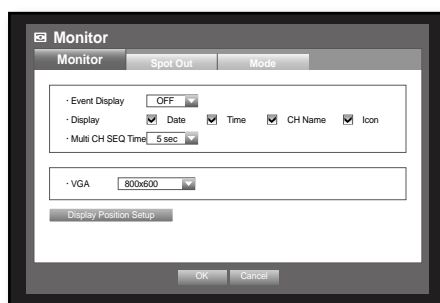 Monitor
Monitor Spot Out Mode
· Event Display OFF
· Display Date Time CH Name Icon
· Multi CH SEQ Time 5 sec
· VGA 800x600
Display Position Setup
OK Cancel